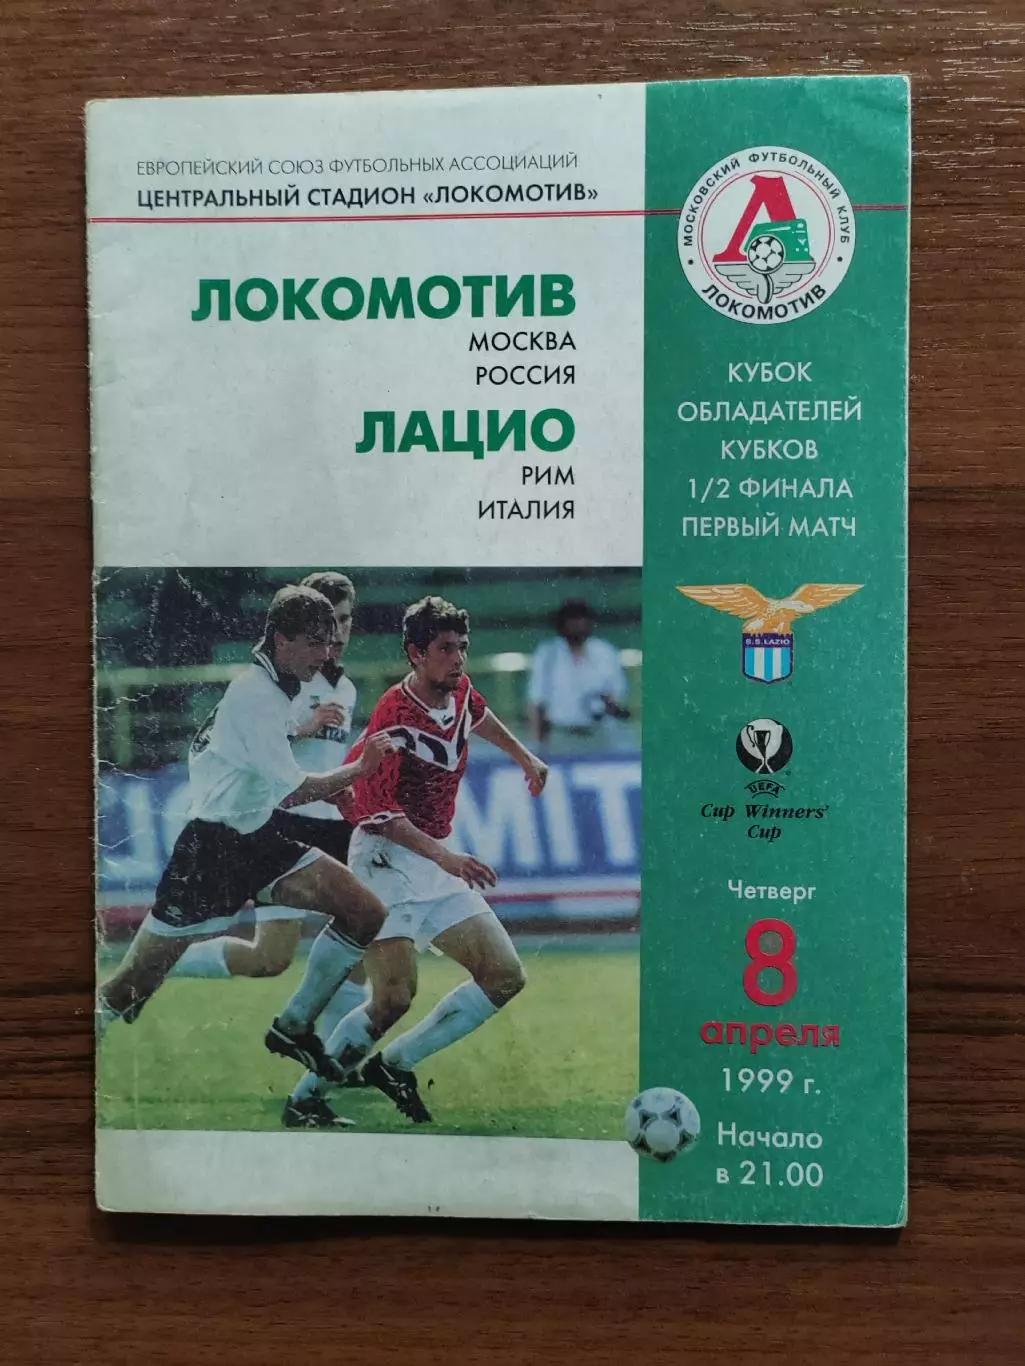 ЕВРОПЕЙСКИЙ СОЮЗ ФУТБОЛЬНЫХ АССОЦИАЦИЙ
ЦЕНТРАЛЬНЫЙ СТАДИОН «ЛОКОМОТИВ»
ЛОКОМОТИВ
МОСКВА
РОССИЯ
ЛАЦИО
РИМ
ИТАЛИЯ
• МОСКОВСКИЙ ФУТБОЛЬНЫЙ КЛУБ •
ЛОКОМОТИВ
КУБОК
ОБЛАДАТЕЛЕЙ
КУБКОВ
1/2 ФИНАЛА
ПЕРВЫЙ МАТЧ
S.S. LAZIO
UEFA
Cup Winners'
Cup
Четверг
8
апреля
1999 г.
Начало
в 21.00